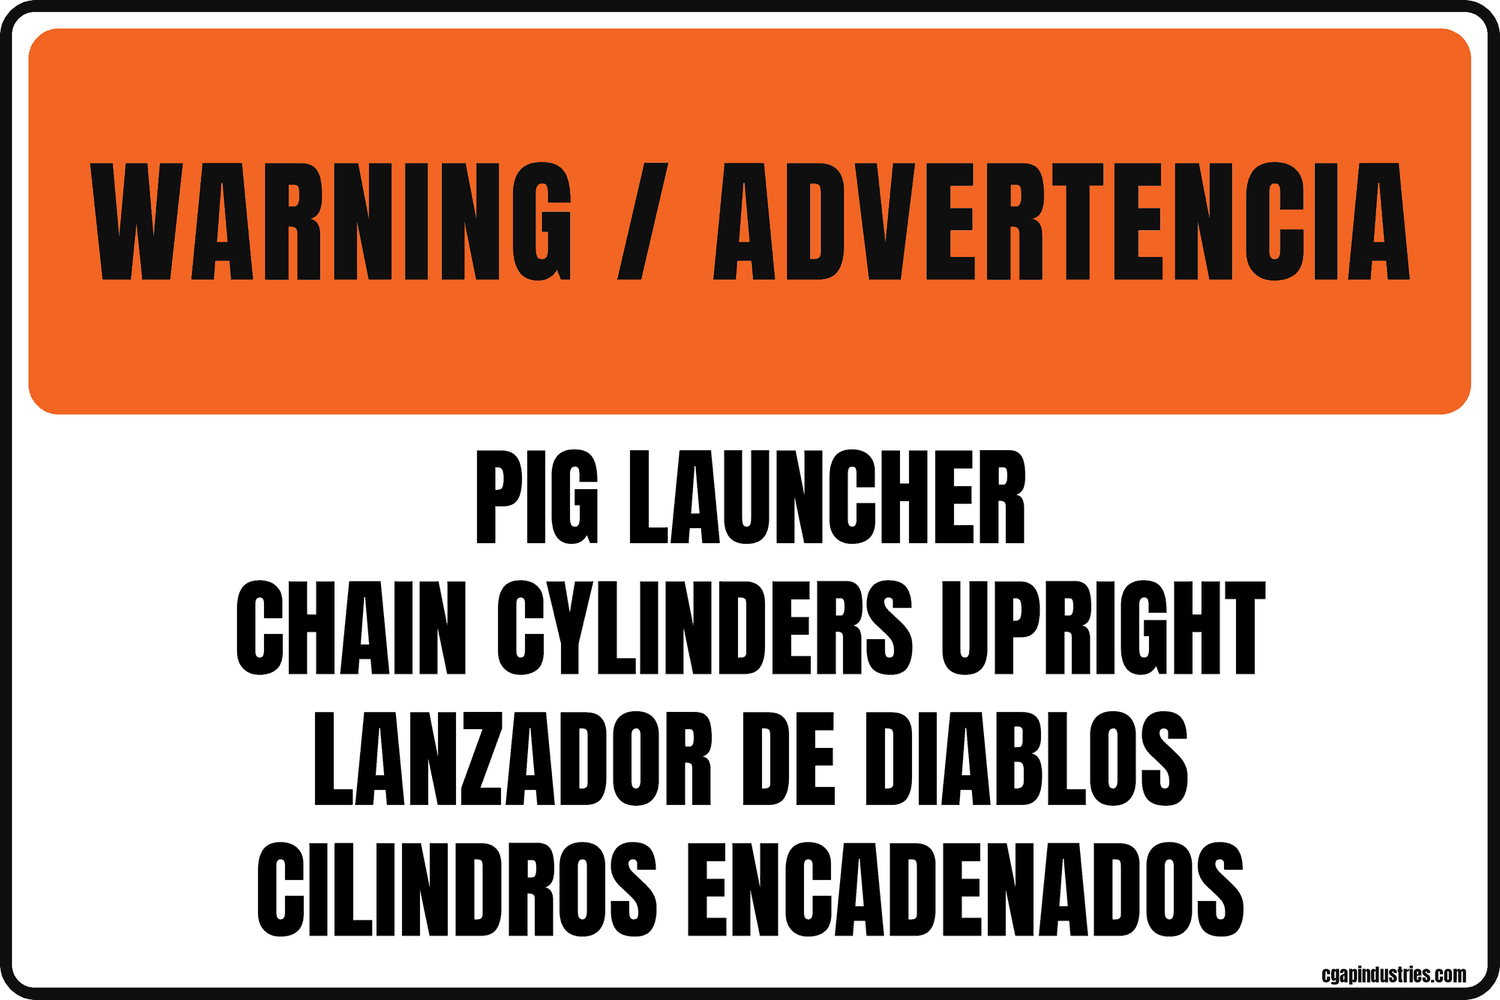 WARNING / ADVERTENCIA
PIG LAUNCHER
CHAIN CYLINDERS UPRIGHT
LANZADOR DE DIABLOS
CILINDROS ENCADENADOS
cgapindustries.com